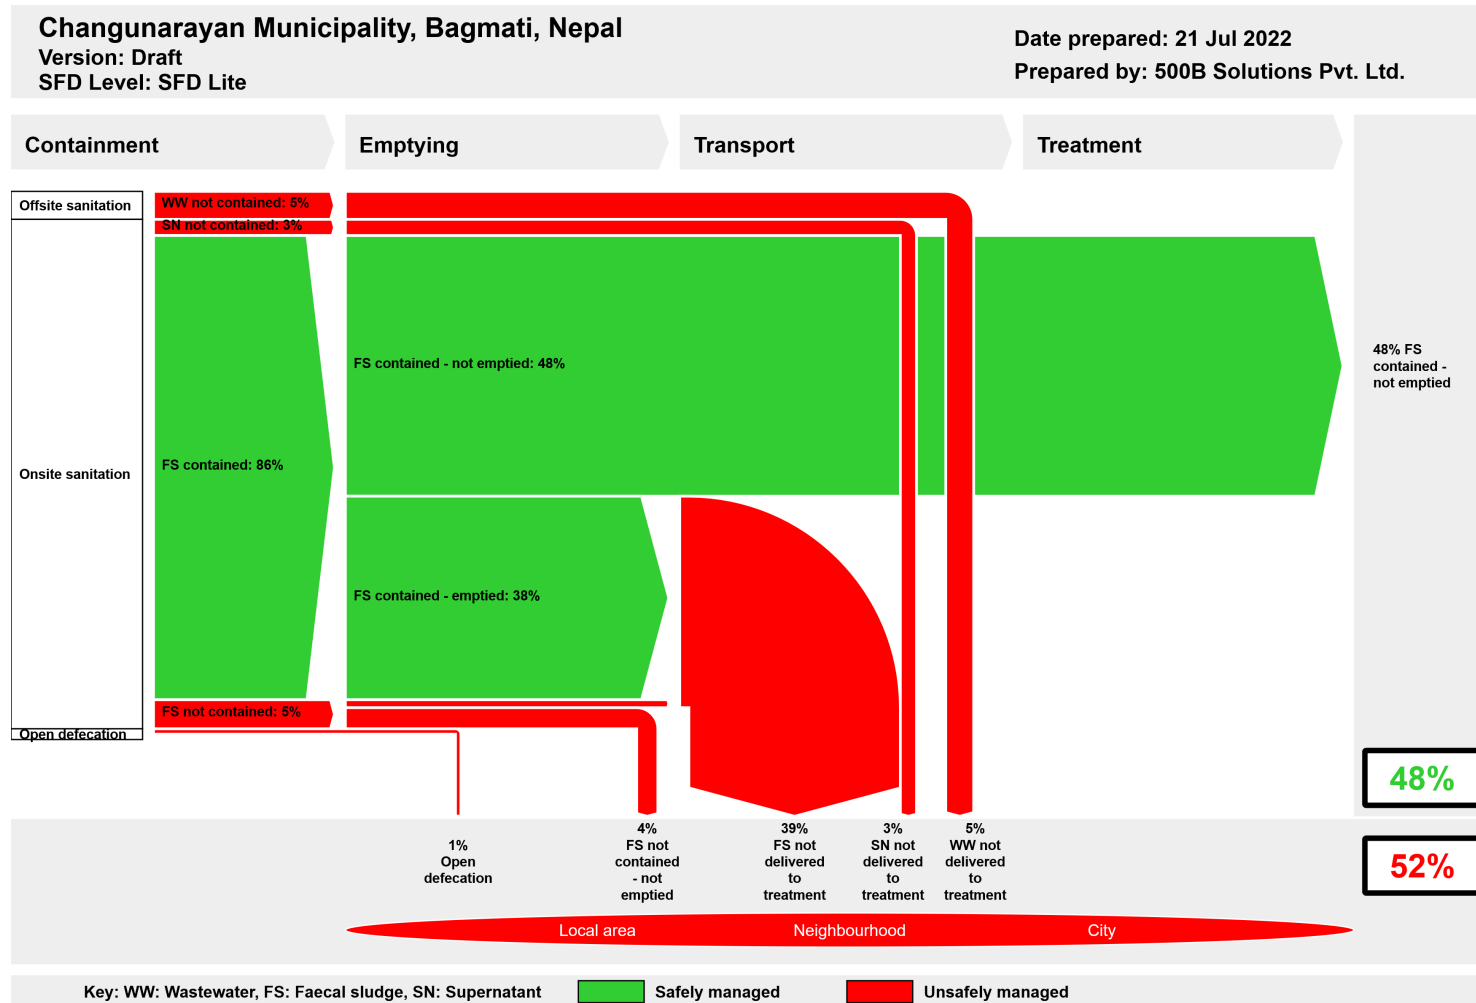 Changunarayan Municipality, Bagmati, Nepal
Version: Draft
SFD Level: SFD Lite
Date prepared: 21 Jul 2022
Prepared by: 500B Solutions Pvt. Ltd.
Containment
Emptying
Transport
Treatment
Offsite sanitation
WW not contained: 5%
SN not contained: 3%
FS contained - not emptied: 48%
48% FS
contained -
not emptied
Onsite sanitation
FS contained: 86%
FS contained - emptied: 38%
FS not contained: 5%
Open defecation
48%
1%
Open
defecation
4%
FS not
contained
- not
emptied
39%
FS not
delivered
to
treatment
3%
SN not
delivered
to
treatment
5%
WW not
delivered
to
treatment
52%
Local area
Neighbourhood
City
Key: WW: Wastewater, FS: Faecal sludge, SN: Supernatant
Safely managed
Unsafely managed